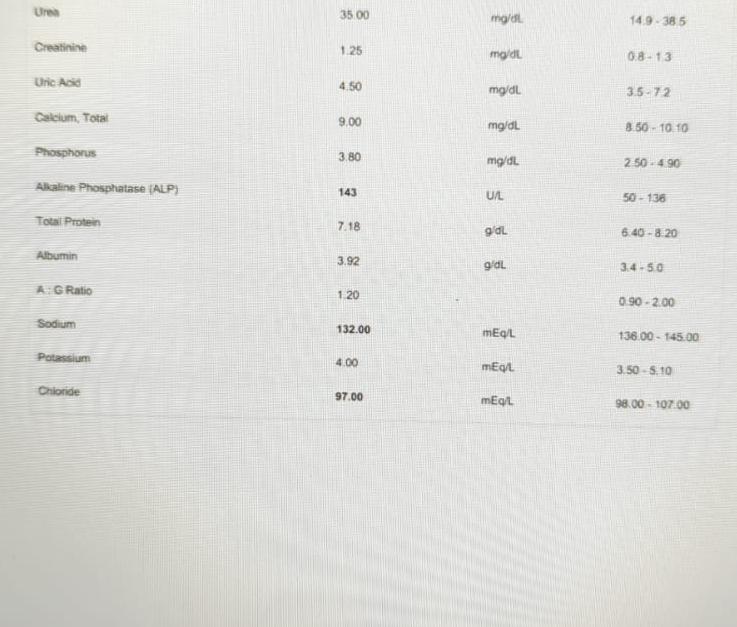 Urea 35.00 mg/dL 14.9 - 38.5
Creatinine 1.25 mg/dL 0.8 - 1.3
Uric Acid 4.50 mg/dL 3.5 - 7.2
Calcium, Total 9.00 mg/dL 8.50 - 10.10
Phosphorus 3.80 mg/dL 2.50 - 4.90
Alkaline Phosphatase (ALP) 143 U/L 50 - 136
Total Protein 7.18 g/dL 6.40 - 8.20
Albumin 3.92 g/dL 3.4 - 5.0
A : G Ratio 1.20 0.90 - 2.00
Sodium 132.00 mEq/L 136.00 - 145.00
Potassium 4.00 mEq/L 3.50 - 5.10
Chloride 97.00 mEq/L 98.00 - 107.00